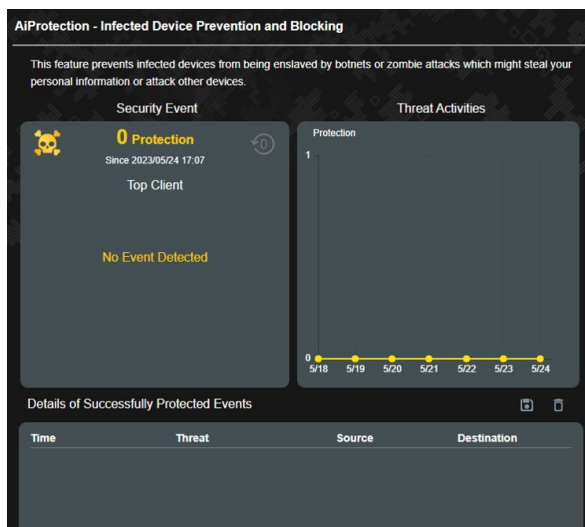 AiProtection - Infected Device Prevention and Blocking
This feature prevents infected devices from being enslaved by botnets or zombie attacks which might steal your
personal information or attack other devices.
Security Event
0 Protection
Since 2023/05/24 17:07
0
Top Client
No Event Detected
Threat Activities
Protection
1
0
5/18 5/19 5/20 5/21 5/22 5/23 5/24
Details of Successfully Protected Events
Time Threat Source Destination